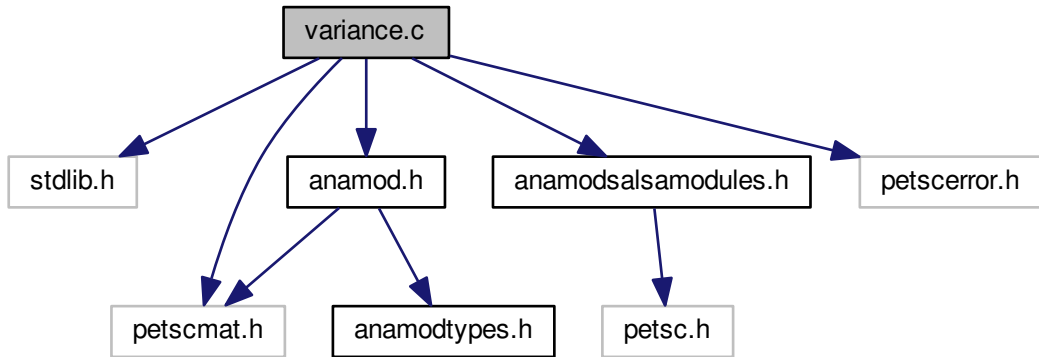 variance.c
stdlib.h
anamod.h
anamodsalsamodules.h
petscerror.h
petscmat.h
anamodtypes.h
petsc.h